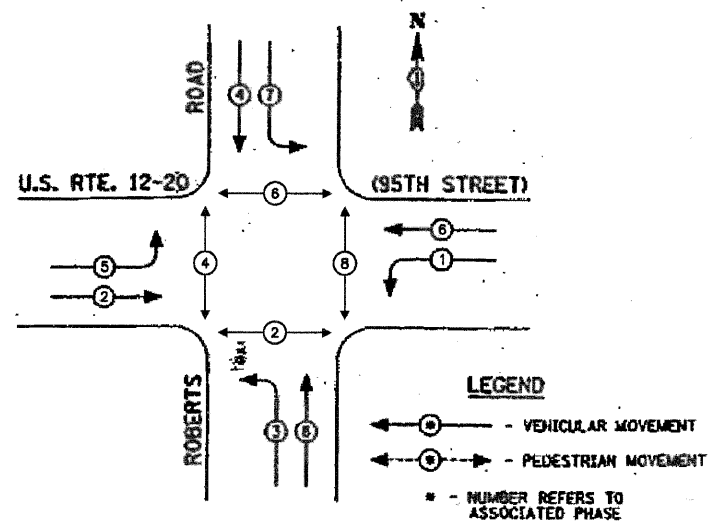 N
ROAD
4 7
U.S. RTE. 12-20
6
(95TH STREET)
6
5
4
8
1
2
2
ROBERTS
3 8
LEGEND
* - VEHICULAR MOVEMENT
* - PEDESTRIAN MOVEMENT
* - NUMBER REFERS TO
ASSOCIATED PHASE